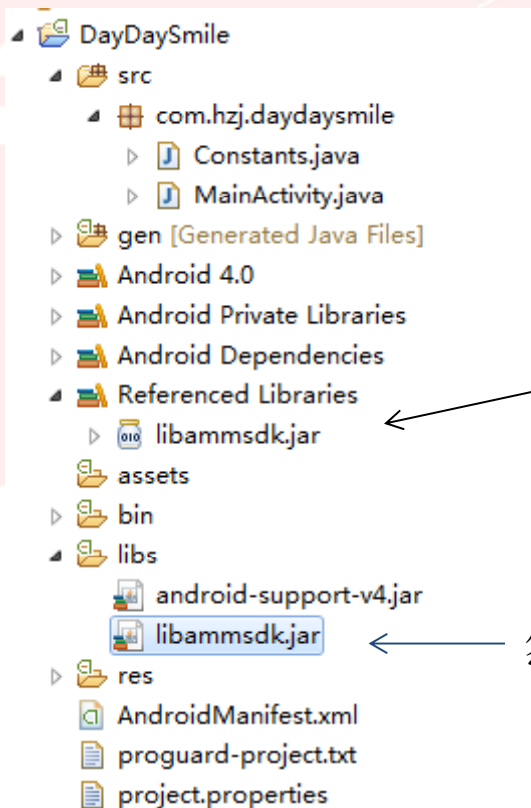 DayDaySmile
src
com.hzj.daydaysmile
Constants.java
MainActivity.java
gen [Generated Java Files]
Android 4.0
Android Private Libraries
Android Dependencies
Referenced Libraries
libammsdk.jar
assets
bin
libs
android-support-v4.jar
libammsdk.jar
res
AndroidManifest.xml
proguard-project.txt
project.properties